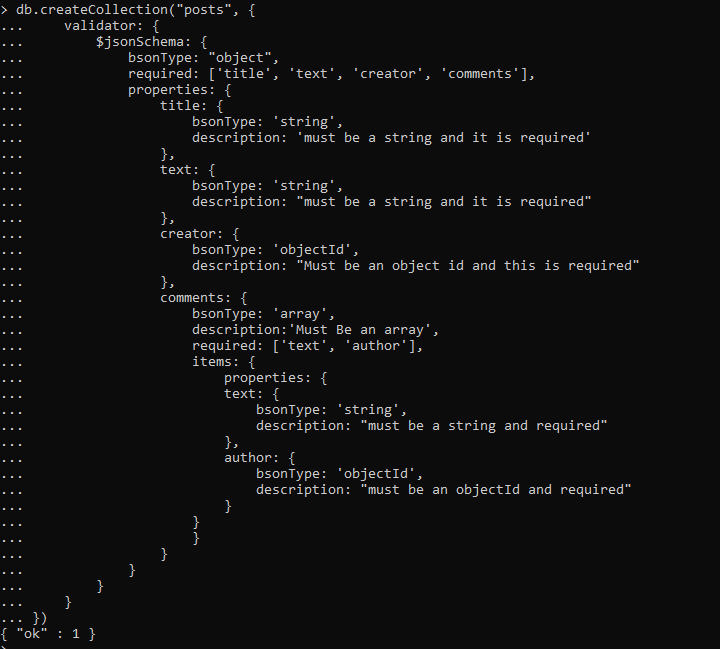 > db.createCollection("posts", {
...     validator: {
...         $jsonSchema: {
...             bsonType: "object",
...             required: ['title', 'text', 'creator', 'comments'],
...             properties: {
...                 title: {
...                     bsonType: 'string',
...                     description: 'must be a string and it is required'
...                 },
...                 text: {
...                     bsonType: 'string',
...                     description: "must be a string and it is required"
...                 },
...                 creator: {
...                     bsonType: 'objectId',
...                     description: "Must be an object id and this is required"
...                 },
...                 comments: {
...                     bsonType: 'array',
...                     description:'Must Be an array',
...                     required: ['text', 'author'],
...                     items: {
...                         properties: {
...                         text: {
...                             bsonType: 'string',
...                             description: "must be a string and required"
...                         },
...                         author: {
...                             bsonType: 'objectId',
...                             description: "must be an objectId and required"
...                         }
...                     }
...                     }
...                 }
...             }
...         }
...     }
... })
{ "ok" : 1 }
>